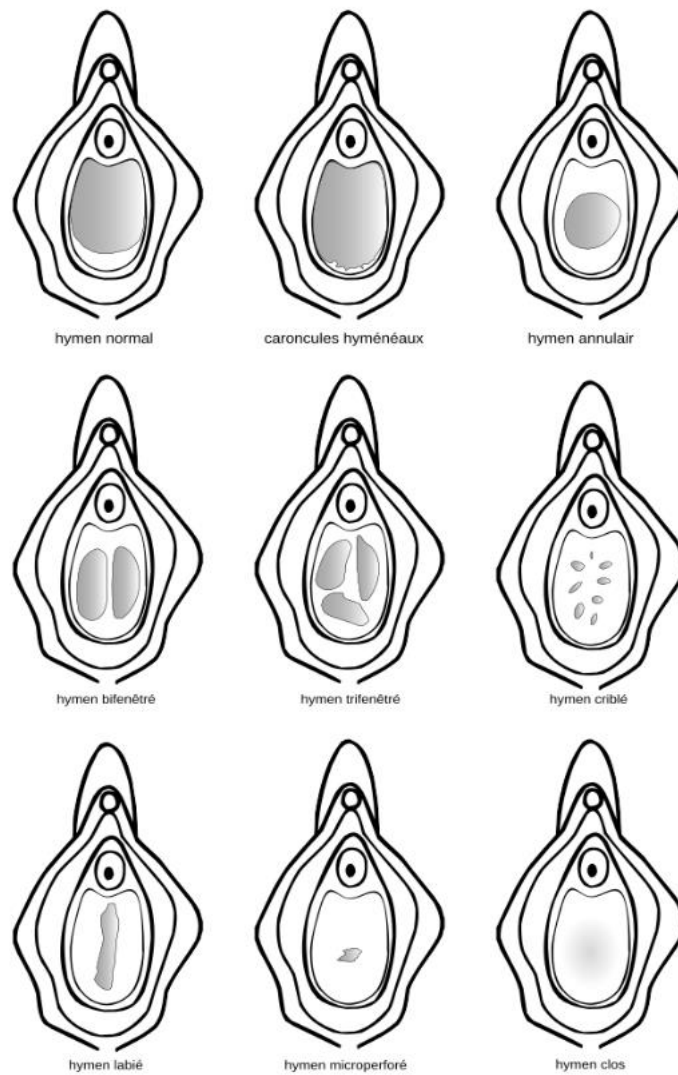 hymen normal
caroncules hyménéaux
hymen annulair
hymen bifenêtré
hymen trifenêtré
hymen criblé
hymen labié
hymen microperforé
hymen clos